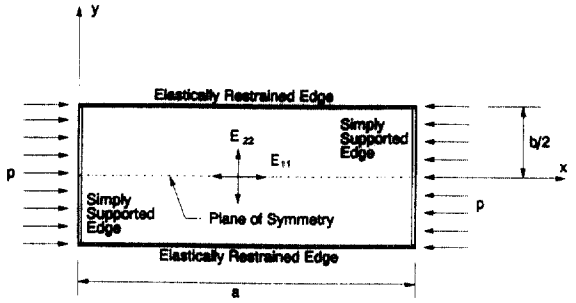 y
Elastically Restrained Edge
Simply
Supported
Edge
E22
E11
b/2
x
p
p
Simply
Supported
Edge
Plane of Symmetry
Elastically Restrained Edge
a